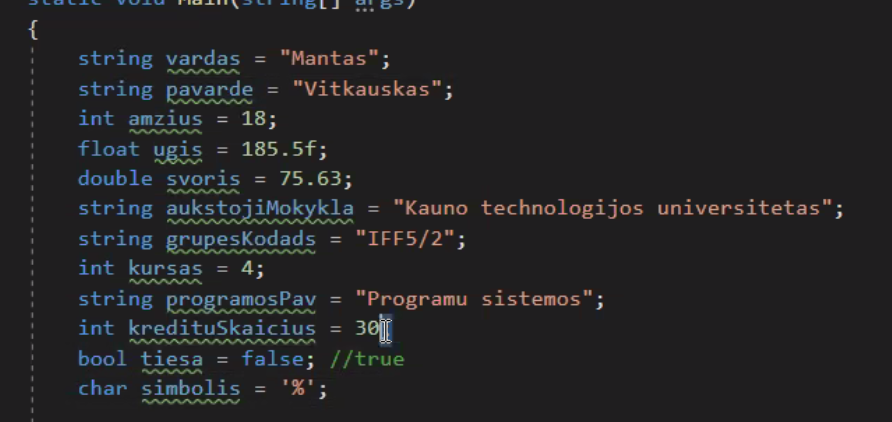 static void Main(string[] args)
{
string vardas = "Mantas";
string pavarde = "Vitkauskas";
int amzius = 18;
float ugis = 185.5f;
double svoris = 75.63;
string aukstojiMokykla = "Kauno technologijos universitetas";
string grupesKodads = "IFF5/2";
int kursas = 4;
string programosPav = "Programu sistemos";
int kredituSkaicius = 30
bool tiesa = false; //true
char simbolis = '%';